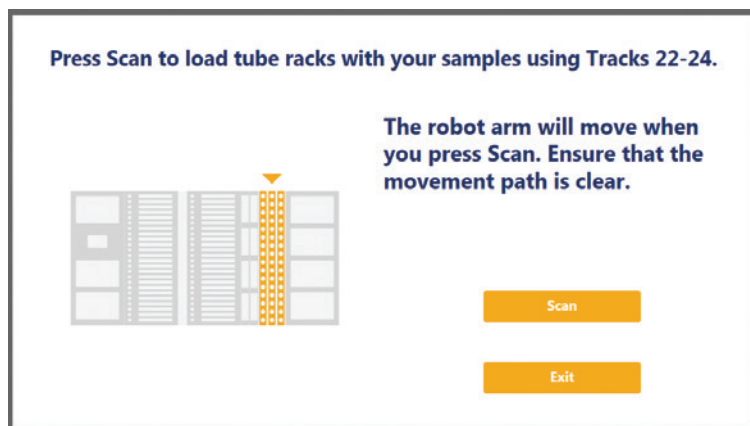 Press Scan to load tube racks with your samples using Tracks 22-24.
The robot arm will move when
you press Scan. Ensure that the
movement path is clear.
Scan
Exit